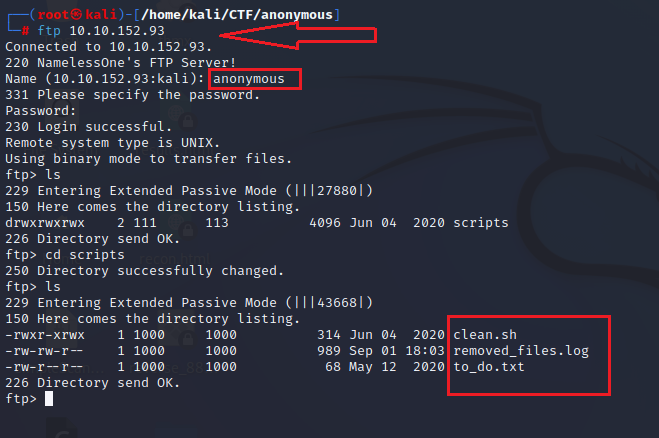 ┌──(root㉿kali)-[/home/kali/CTF/anonymous]
└─# ftp 10.10.152.93
Connected to 10.10.152.93.
220 NamelessOne's FTP Server!
Name (10.10.152.93:kali): anonymous
331 Please specify the password.
Password:
230 Login successful.
Remote system type is UNIX.
Using binary mode to transfer files.
ftp> ls
229 Entering Extended Passive Mode (|||27880|)
150 Here comes the directory listing.
drwxrwxrwx    2 111      113          4096 Jun 04  2020 scripts
226 Directory send OK.
ftp> cd scripts
250 Directory successfully changed.
ftp> ls
229 Entering Extended Passive Mode (|||43668|)
150 Here comes the directory listing.
-rwxr-xrwx    1 1000     1000          314 Jun 04  2020 clean.sh
-rw-rw-r--    1 1000     1000          989 Sep 01 18:03 removed_files.log
-rw-r--r--    1 1000     1000           68 May 12  2020 to_do.txt
226 Directory send OK.
ftp>